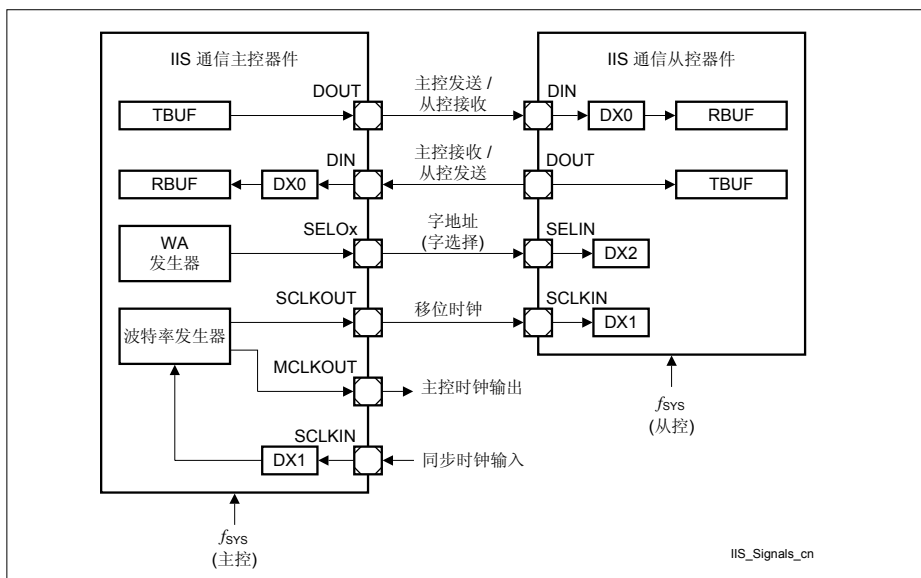 IIS 通信主控器件
IIS 通信从控器件
DOUT
主控发送 /
从控接收
DIN
TBUF
DX0
RBUF
DIN
主控接收 /
从控发送
DOUT
RBUF
DX0
TBUF
SELOx
字地址
(字选择)
SELIN
WA
发生器
DX2
SCLKOUT
移位时钟
SCLKIN
波特率发生器
DX1
MCLKOUT
主控时钟输出
SCLKIN
DX1
同步时钟输入
fSYS
(从控)
fSYS
(主控)
IIS_Signals_cn